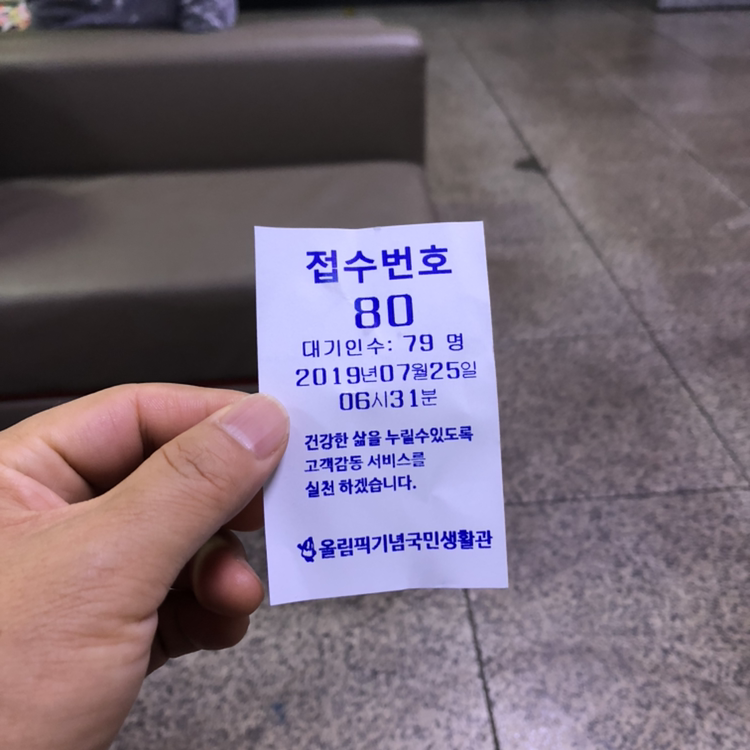 접수번호
80
대기인수: 79 명
2019년07월25일
06시31분
건강한 삶을 누릴수있도록
고객감동 서비스를
실천 하겠습니다.
올림픽기념국민생활관